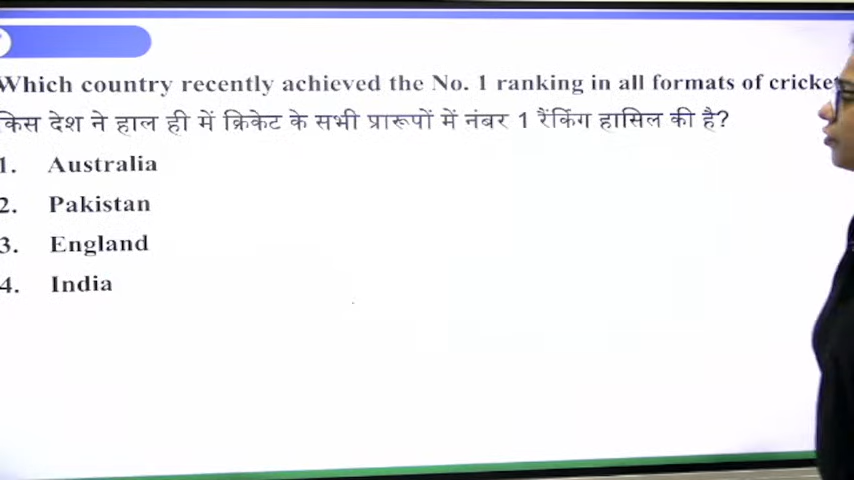 Which country recently achieved the No. 1 ranking in all formats of cricket
किस देश ने हाल ही में क्रिकेट के सभी प्रारूपों में नंबर 1 रैंकिंग हासिल की है?
1. Australia
2. Pakistan
3. England
4. India